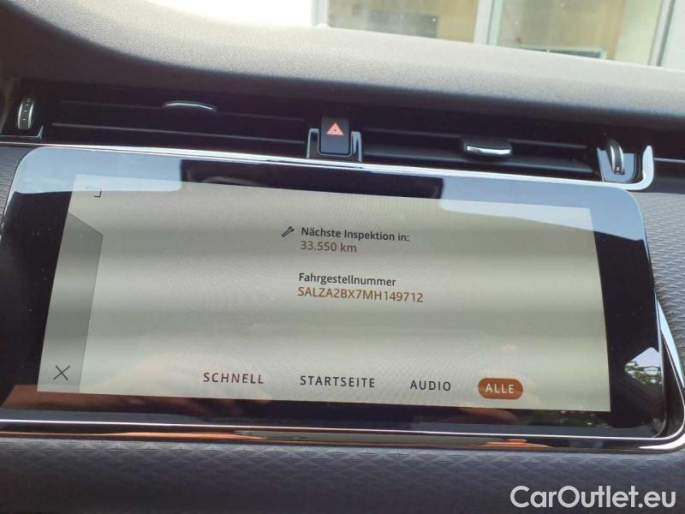 Nächste Inspektion in:
33.550 km
Fahrgestellnummer
SALZA2BX7MH149712
SCHNELL STARTSEITE AUDIO ALLE
CarOutlet.eu